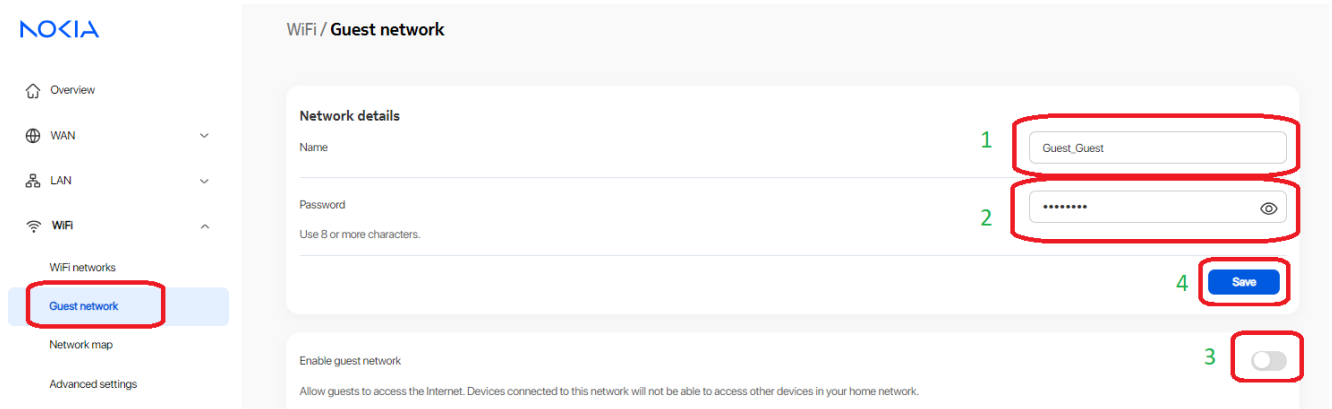 NOKIA
WiFi / Guest network
Overview
WAN
LAN
WiFi
WiFi networks
Guest network
Network map
Advanced settings
Network details
Name
1
Guest_Guest
Password
Use 8 or more characters.
2
••••••••
4
Save
Enable guest network
3
Allow guests to access the Internet. Devices connected to this network will not be able to access other devices in your home network.